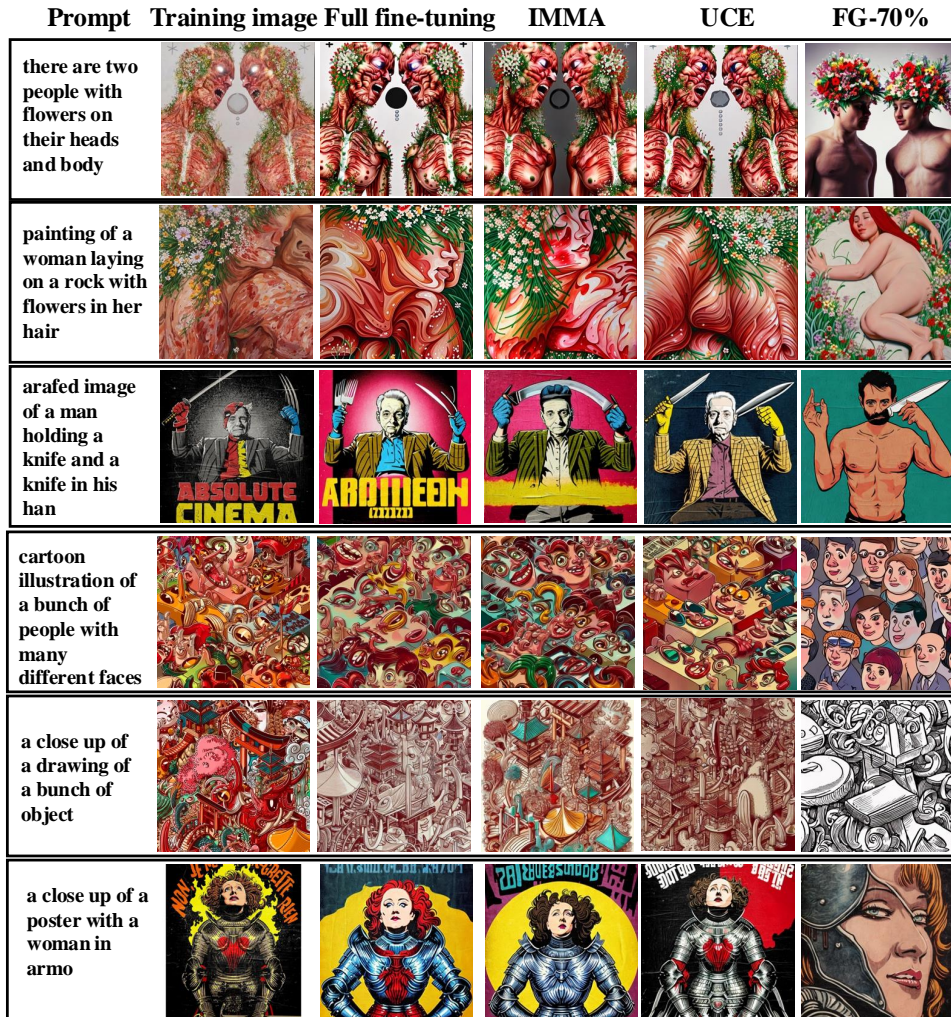 Prompt Training image Full fine-tuning IMMA UCE FG-70%
there are two
people with
flowers on
their heads
and body
painting of a
woman laying
on a rock with
flowers in her
hair
arafed image
of a man
holding a
knife and a
knife in his
han
ABSOLUTE
CINEMA
cartoon
illustration of
a bunch of
people with
many
different faces
a close up of
a drawing of
a bunch of
object
a close up of a
poster with a
woman in
armo